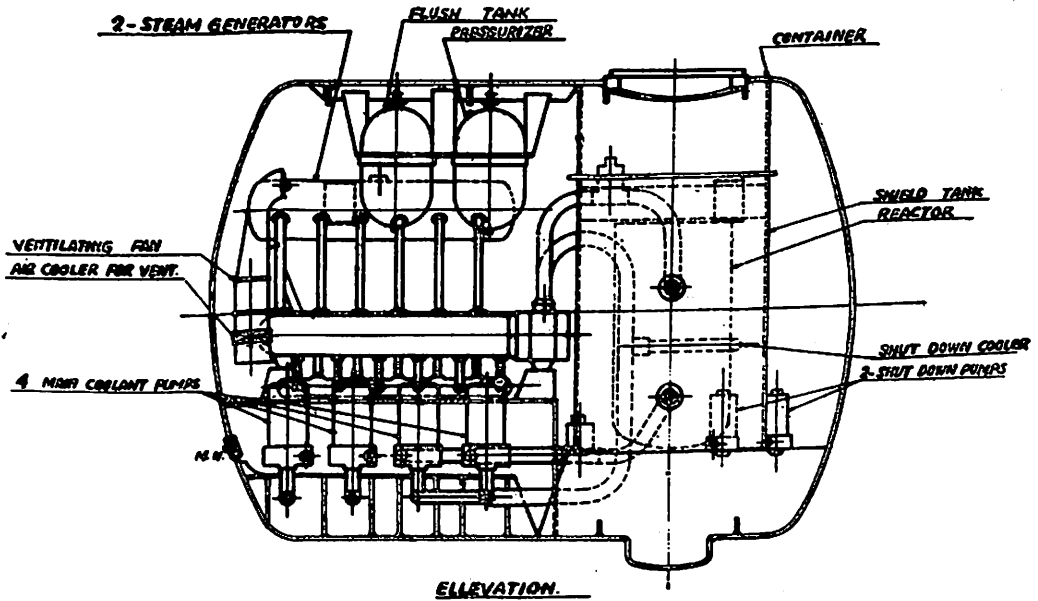 2-STEAM GENERATORS
FLUSH TANK
PRESSURIZER
CONTAINER
SHIELD TANK
REACTOR
VENTILATING FAN
AIR COOLER FOR VENT.
SHUT DOWN COOLER
2-SHUT DOWN PUMPS
4 MAIN COOLANT PUMPS
ELLEVATION.